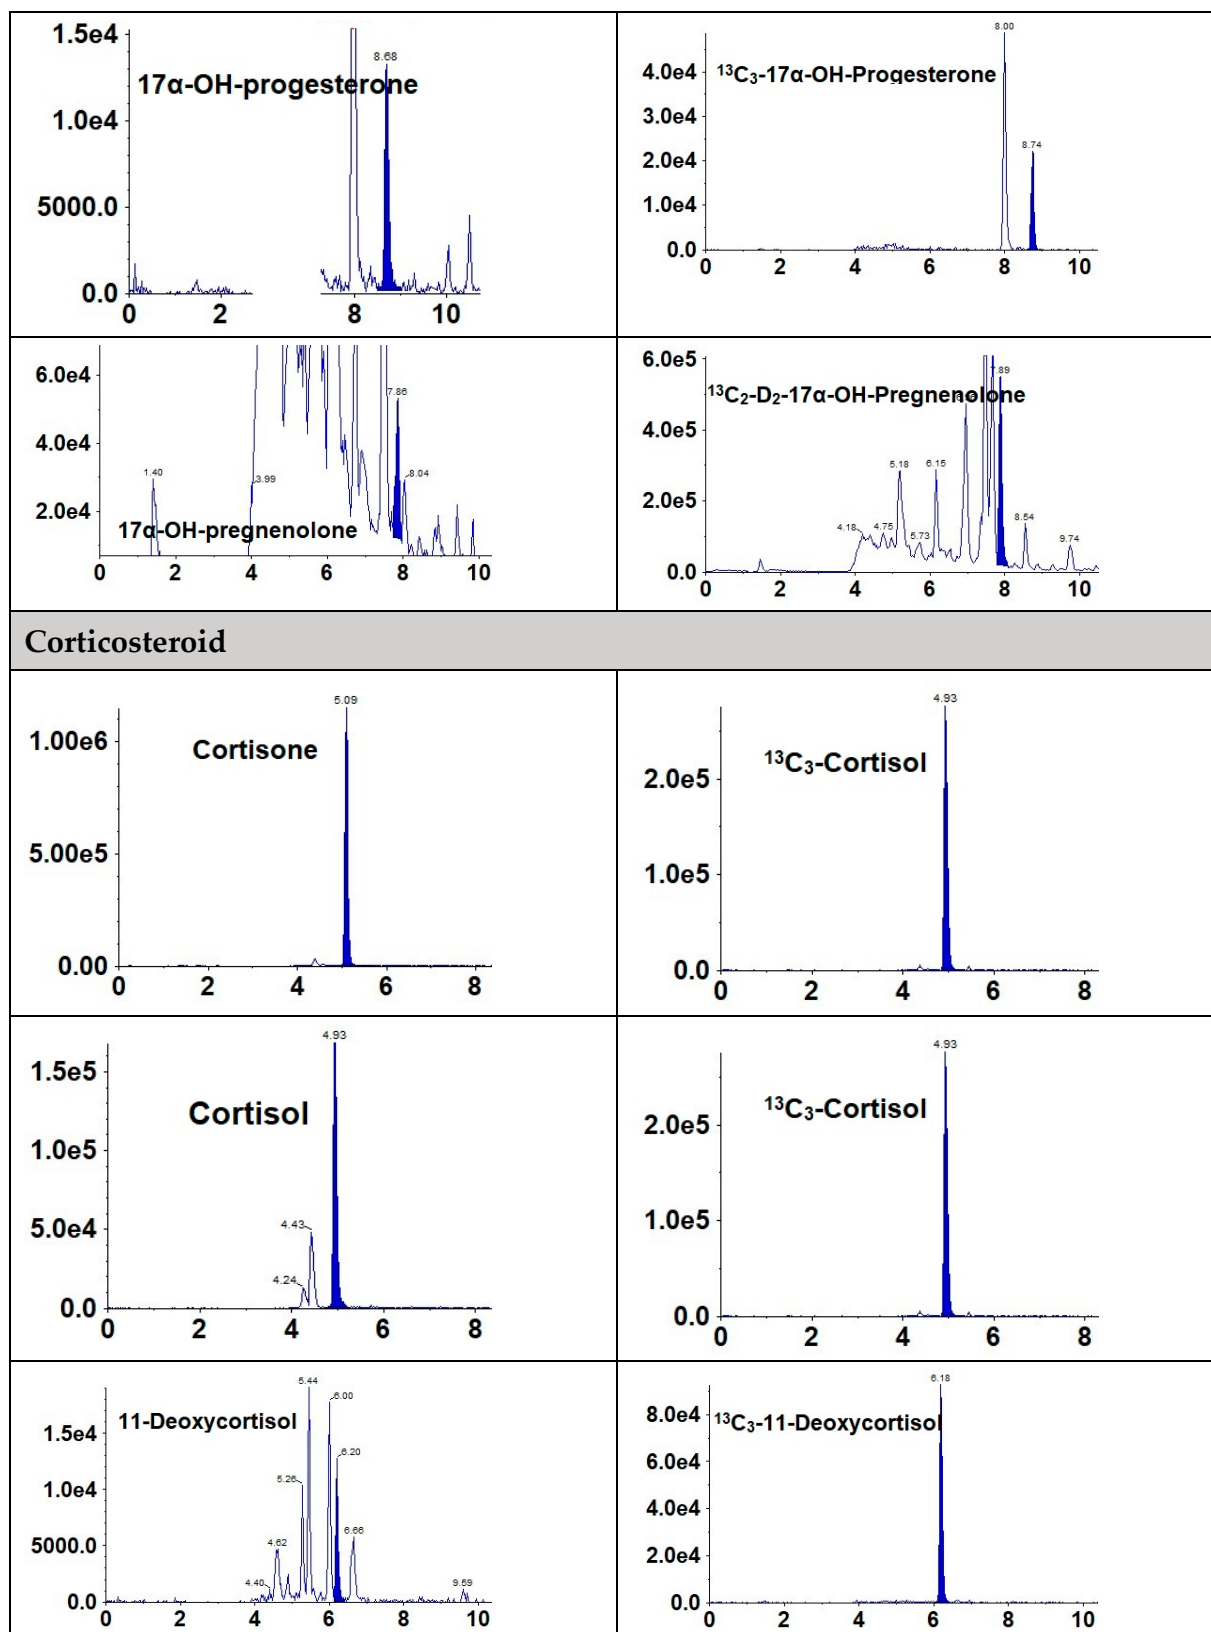 1.5e4
1.0e4
5000.0
0.0
17α-OH-progesterone
8.68
0 2 8 10
4.0e4
3.0e4
2.0e4
1.0e4
0.0
¹³C₃-17α-OH-Progesterone
8.00
8.74
0 2 4 6 8 10
6.0e4
4.0e4
2.0e4
1.40
3.99
7.86
8.04
17α-OH-pregnenolone
0 2 4 6 8 10
6.0e5
4.0e5
2.0e5
0.0
¹³C₂-D₂-17α-OH-Pregnenolone
7.89
4.18
4.75
5.18
5.73
6.15
8.54
9.74
0 2 4 6 8 10
Corticosteroid
1.00e6
5.00e5
0.00
Cortisone
5.09
0 2 4 6 8
2.0e5
1.0e5
0.0
¹³C₃-Cortisol
4.93
0 2 4 6 8
1.5e5
1.0e5
5.0e4
0.0
Cortisol
4.93
4.43
4.24
0 2 4 6 8
2.0e5
1.0e5
0.0
¹³C₃-Cortisol
4.93
0 2 4 6 8
1.5e4
1.0e4
5000.0
0.0
11-Deoxycortisol
5.44
6.00
6.20
5.26
4.62
4.40
6.66
9.59
0 2 4 6 8 10
8.0e4
6.0e4
4.0e4
2.0e4
0.0
¹³C₃-11-Deoxycortisol
6.18
0 2 4 6 8 10